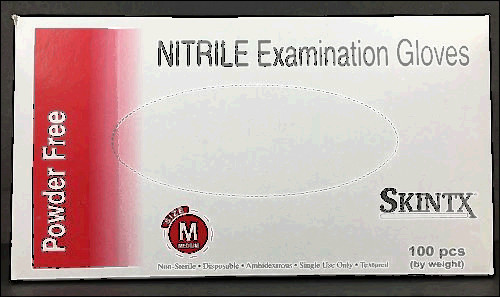 NITRILE Examination Gloves
Powder Free
SKINTX
SIZE
M
MEDIUM
100 pcs
(by weight)
Non-Sterile • Disposable • Ambidextrous • Single Use Only • Textured